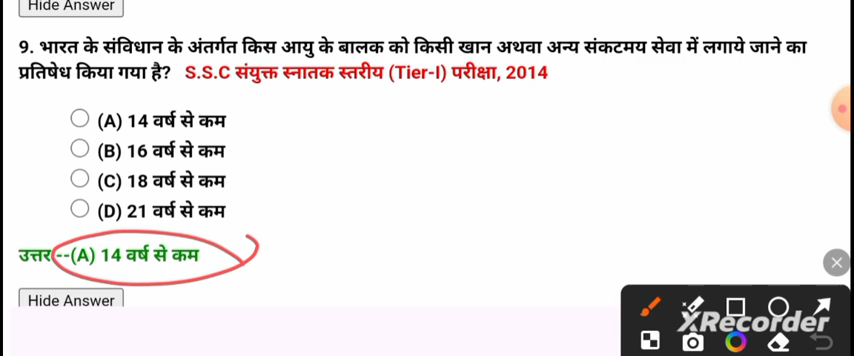 Hide Answer
9. भारत के संविधान के अंतर्गत किस आयु के बालक को किसी खान अथवा अन्य संकटमय सेवा में लगाये जाने का
प्रतिषेध किया गया है? S.S.C संयुक्त स्नातक स्तरीय (Tier-I) परीक्षा, 2014
(A) 14 वर्ष से कम
(B) 16 वर्ष से कम
(C) 18 वर्ष से कम
(D) 21 वर्ष से कम
उत्तर--(A) 14 वर्ष से कम
Hide Answer
XRecorder